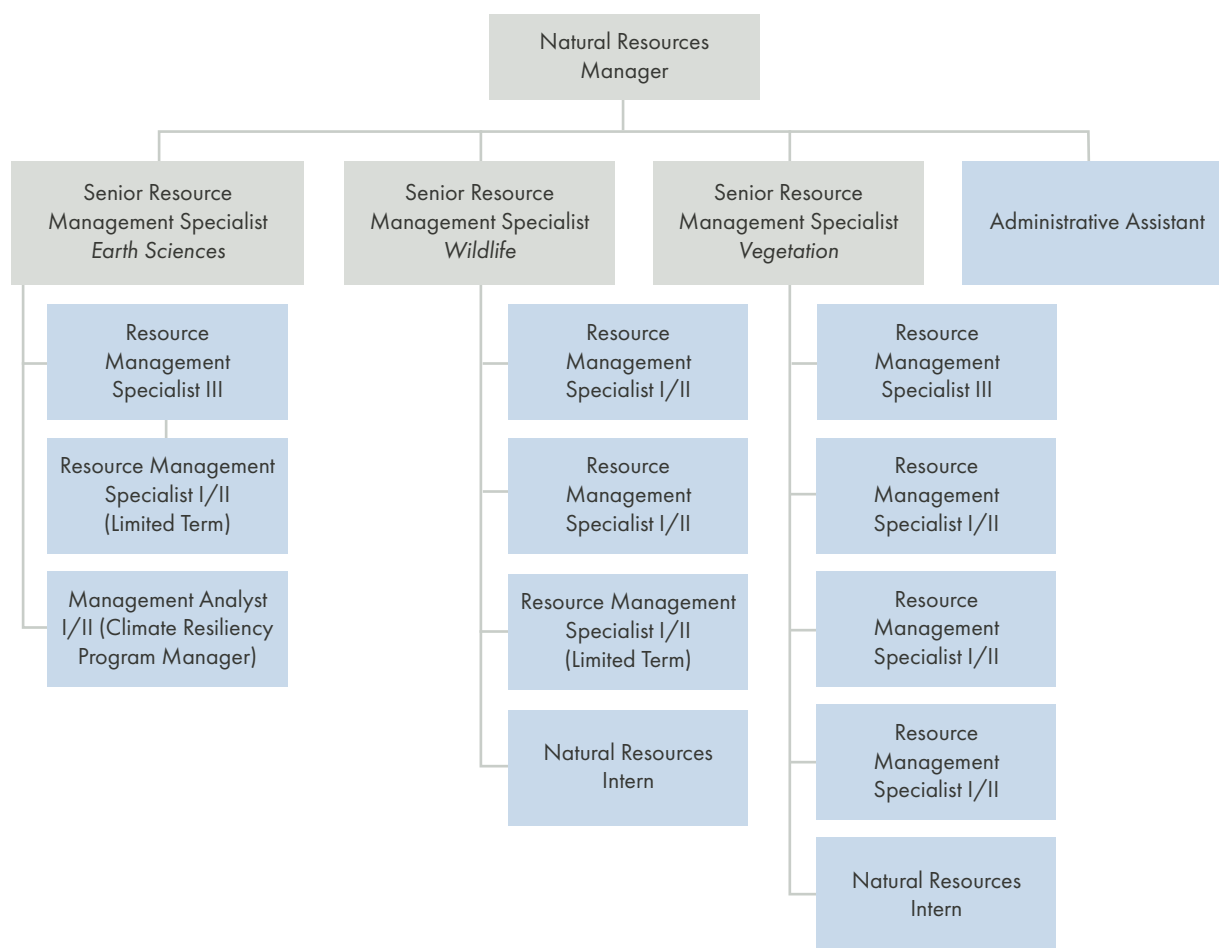 Natural Resources
Manager
Senior Resource
Management Specialist
Earth Sciences
Senior Resource
Management Specialist
Wildlife
Senior Resource
Management Specialist
Vegetation
Administrative Assistant
Resource
Management
Specialist III
Resource Management
Specialist I/II
(Limited Term)
Management Analyst
I/II (Climate Resiliency
Program Manager)
Resource
Management
Specialist I/II
Resource
Management
Specialist I/II
Resource Management
Specialist I/II
(Limited Term)
Natural Resources
Intern
Resource
Management
Specialist III
Resource
Management
Specialist I/II
Resource
Management
Specialist I/II
Resource
Management
Specialist I/II
Natural Resources
Intern